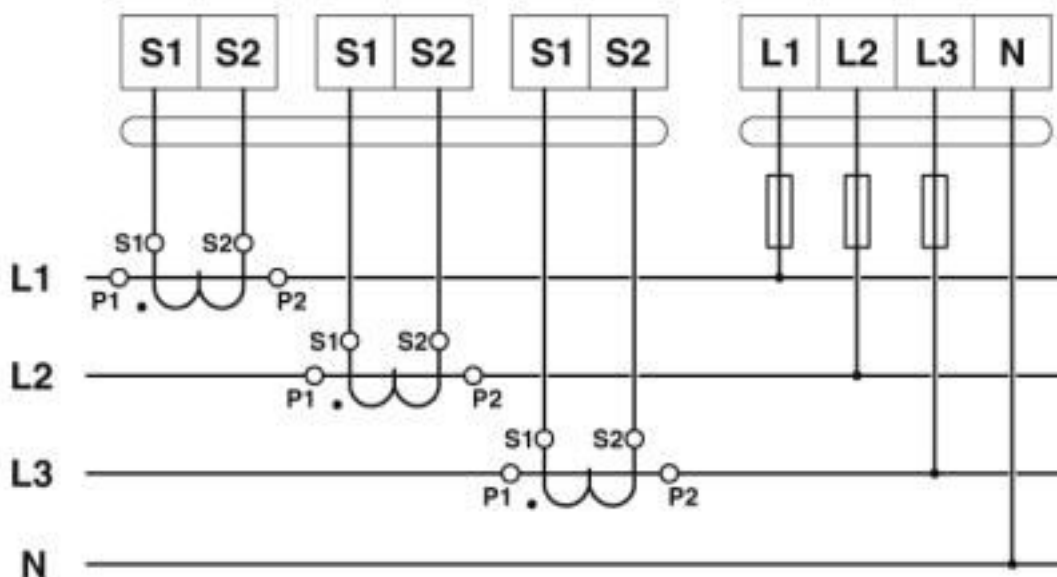 S1 S2 S1 S2 S1 S2 L1 L2 L3 N
S1 S2
L1
P1 P2
S1 S2
L2
P1 P2
S1 S2
L3
P1 P2
N